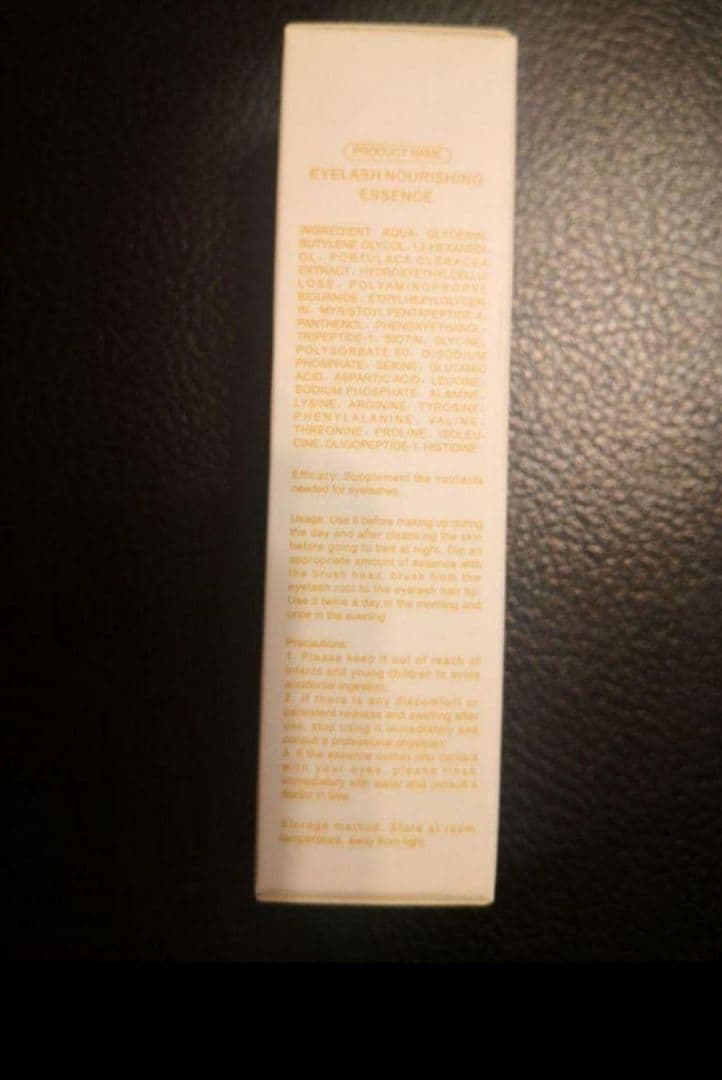 PRODUCT NAME
EYELASH NOURISHING
ESSENCE
INGREDIENT AQUA GLYCERIN
BUTYLENE GLYCOL 1,2-HEXANEDI
OL, PORTULACA OLERACEA
EXTRACT, HYDROXYETHYLCELLU
LOSE, POLYAMINOPROPYL
BIGUANIDE, ETHYLHEXYLGLYCER
IN, MYRISTOYL PENTAPEPTIDE-4,
PANTHENOL, PHENOXYETHANOL,
TRIPEPTIDE-1, BIOTIN, GLYCINE,
POLYSORBATE 60, DISODIUM
PHOSPHATE, SERINE, GLUTAMIC
ACID, ASPARTIC ACID, LEUCINE,
SODIUM PHOSPHATE, ALANINE,
LYSINE, ARGININE, TYROSINE,
PHENYLALANINE, VALINE,
THREONINE, PROLINE, ISOLEU-
CINE, OLIGOPEPTIDE-1, HISTIDINE
Efficacy: Supplement the nutrients
needed for eyelashes
Usage: Use it before making up during
the day and after cleansing the skin
before going to bed at night. Dip an
appropriate amount of essence with
the brush head, brush from the
eyelash root to the eyelash hair tip.
Use it twice a day in the morning and
once in the evening
Precautions:
1. Please keep it out of reach of
infants and young children to avoid
accidental ingestion.
2. If there is any discomfort or
persistent redness and swelling after
use, stop using it immediately and
consult a professional physician
3. If the essence comes into contact
with your eyes, please rinse
immediately with water and consult a
doctor in time
Storage method: Store at room
temperature, away from light